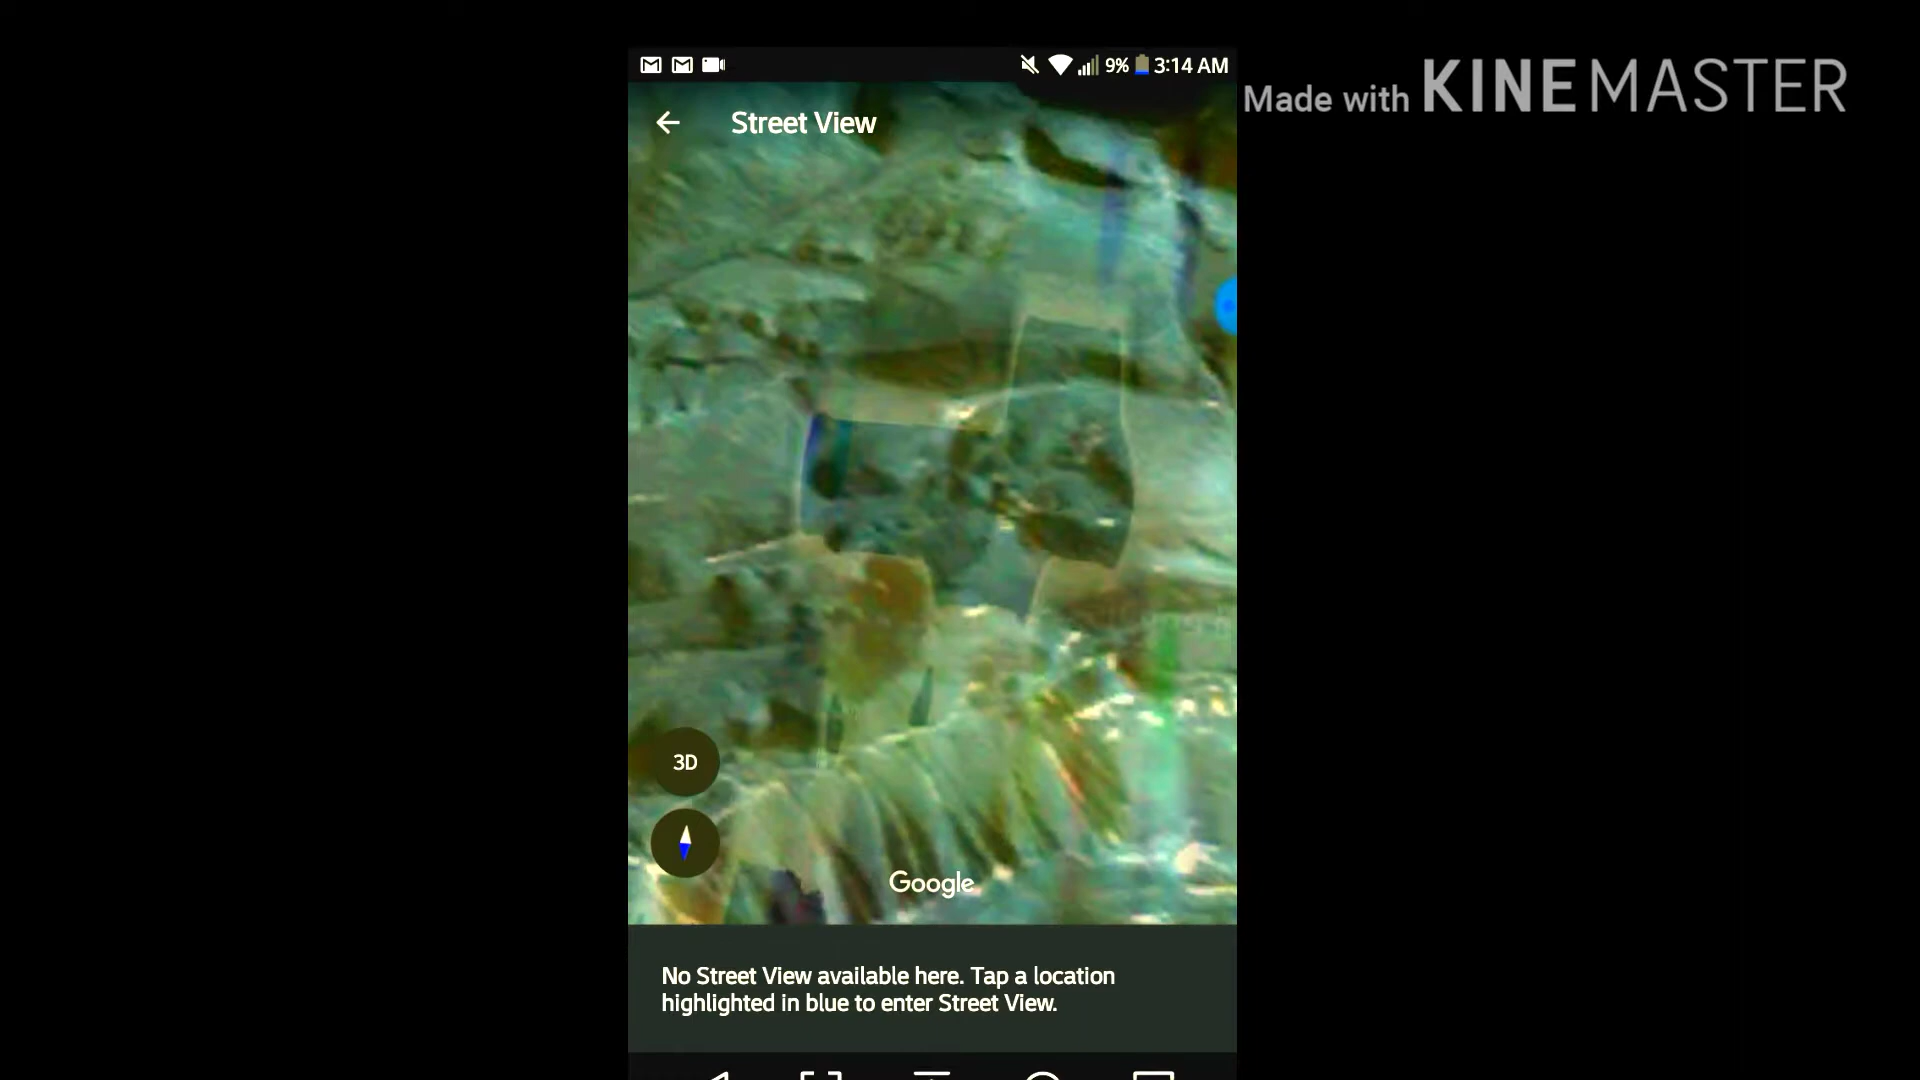 9% 3:14 AM
Made with KINEMASTER
Street View
3D
Google
No Street View available here. Tap a location
highlighted in blue to enter Street View.